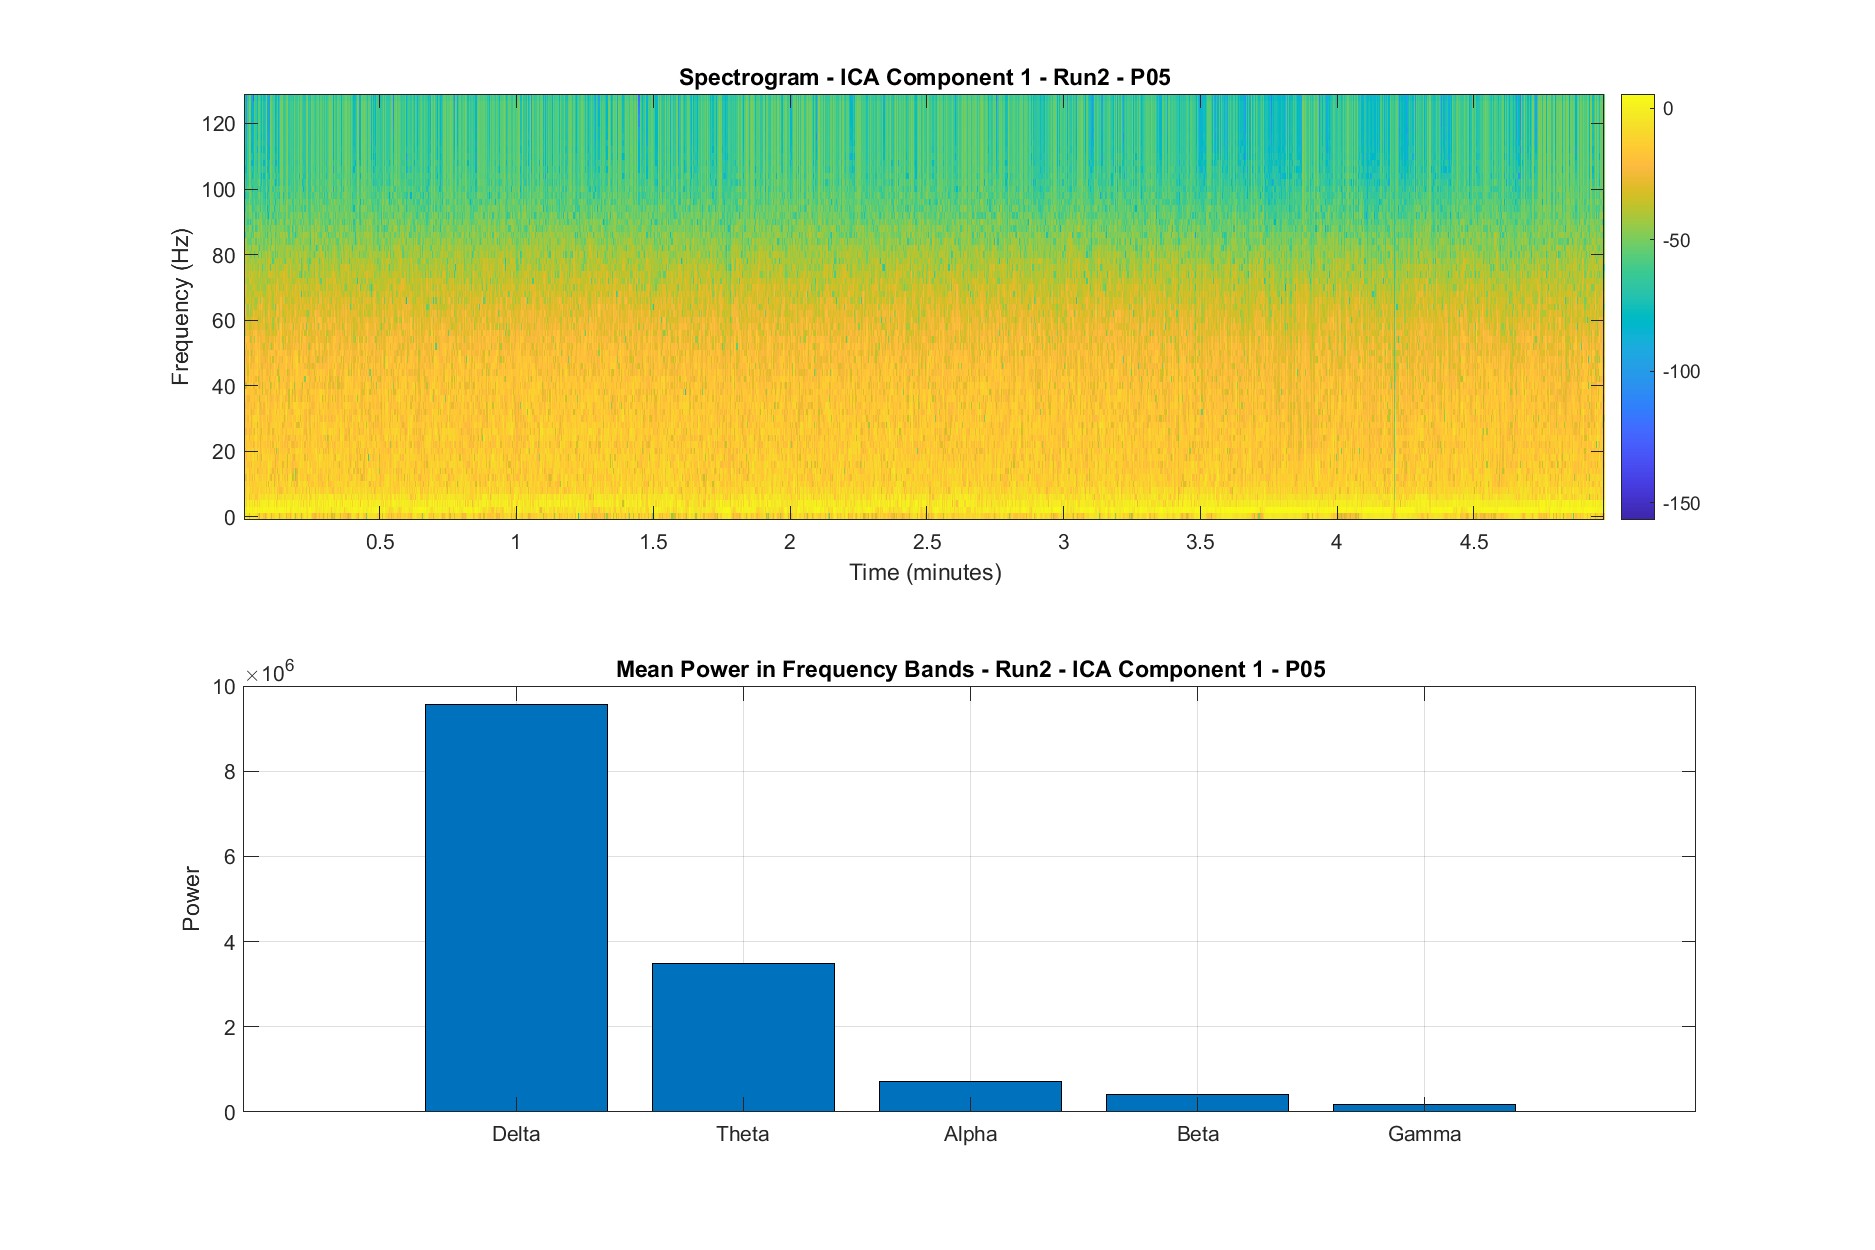 Spectrogram - ICA Component 1 - Run2 - P05
Frequency (Hz)
120
100
80
60
40
20
0
0.5 1 1.5 2 2.5 3 3.5 4 4.5
Time (minutes)
0
-50
-100
-150
Mean Power in Frequency Bands - Run2 - ICA Component 1 - P05
×10⁶
Power
10
8
6
4
2
0
Delta Theta Alpha Beta Gamma